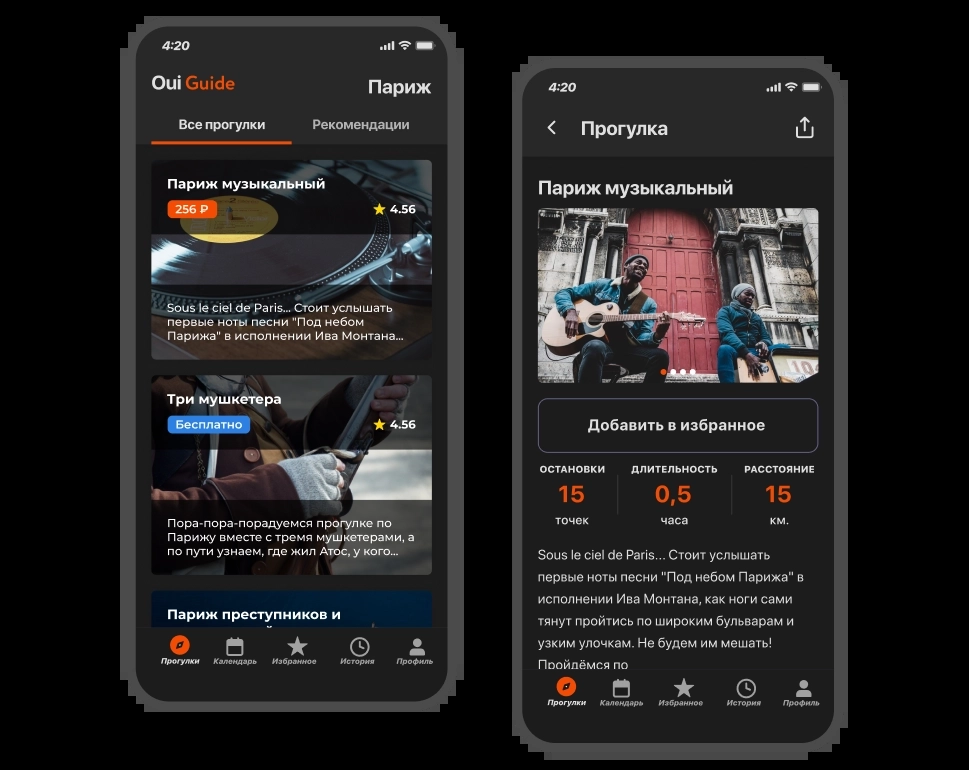 4:20
Oui Guide
Париж
Все прогулки
Рекомендации
Париж музыкальный
256 ₽
4.56
Sous le ciel de Paris... Стоит услышать
первые ноты песни "Под небом
Парижа" в исполнении Ива Монтана...
Три мушкетера
Бесплатно
4.56
Пора-пора-порадуемся прогулке по
Парижу вместе с тремя мушкетерами, а
по пути узнаем, где жил Атос, у кого...
Париж преступников и
Прогулки
Календарь
Избранное
История
Профиль
4:20
Прогулка
Париж музыкальный
Добавить в избранное
ОСТАНОВКИ
15
точек
ДЛИТЕЛЬНОСТЬ
0,5
часа
РАССТОЯНИЕ
15
км.
Sous le ciel de Paris... Стоит услышать
первые ноты песни "Под небом Парижа" в
исполнении Ива Монтана, как ноги сами
тянут пройтись по широким бульварам и
узким улочкам. Не будем им мешать!
Пройдёмся по
Прогулки
Календарь
Избранное
История
Профиль